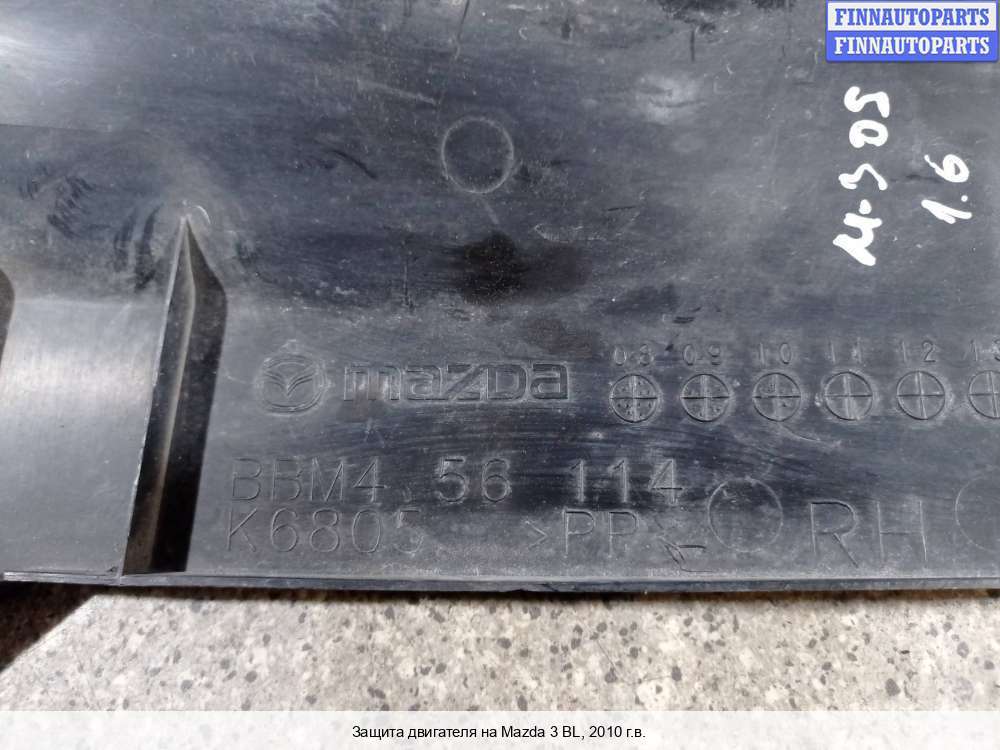 FINNAUTOPARTS
FINNAUTOPARTS
M-3 05
1.6
08 09 10 11 12 13
mazda
BBM4 56 114
K6805 >PP< RH
Защита двигателя на Mazda 3 BL, 2010 г.в.